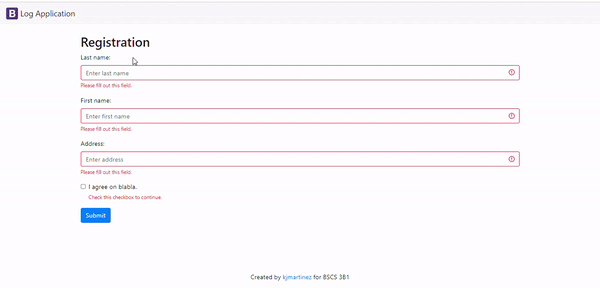 B Log Application
Registration
Last name:
Enter last name
Please fill out this field.
First name:
Enter first name
Please fill out this field.
Address:
Enter address
Please fill out this field.
I agree on blabla.
Check this checkbox to continue.
Submit
Created by kjmartinez for BSCS 3B1